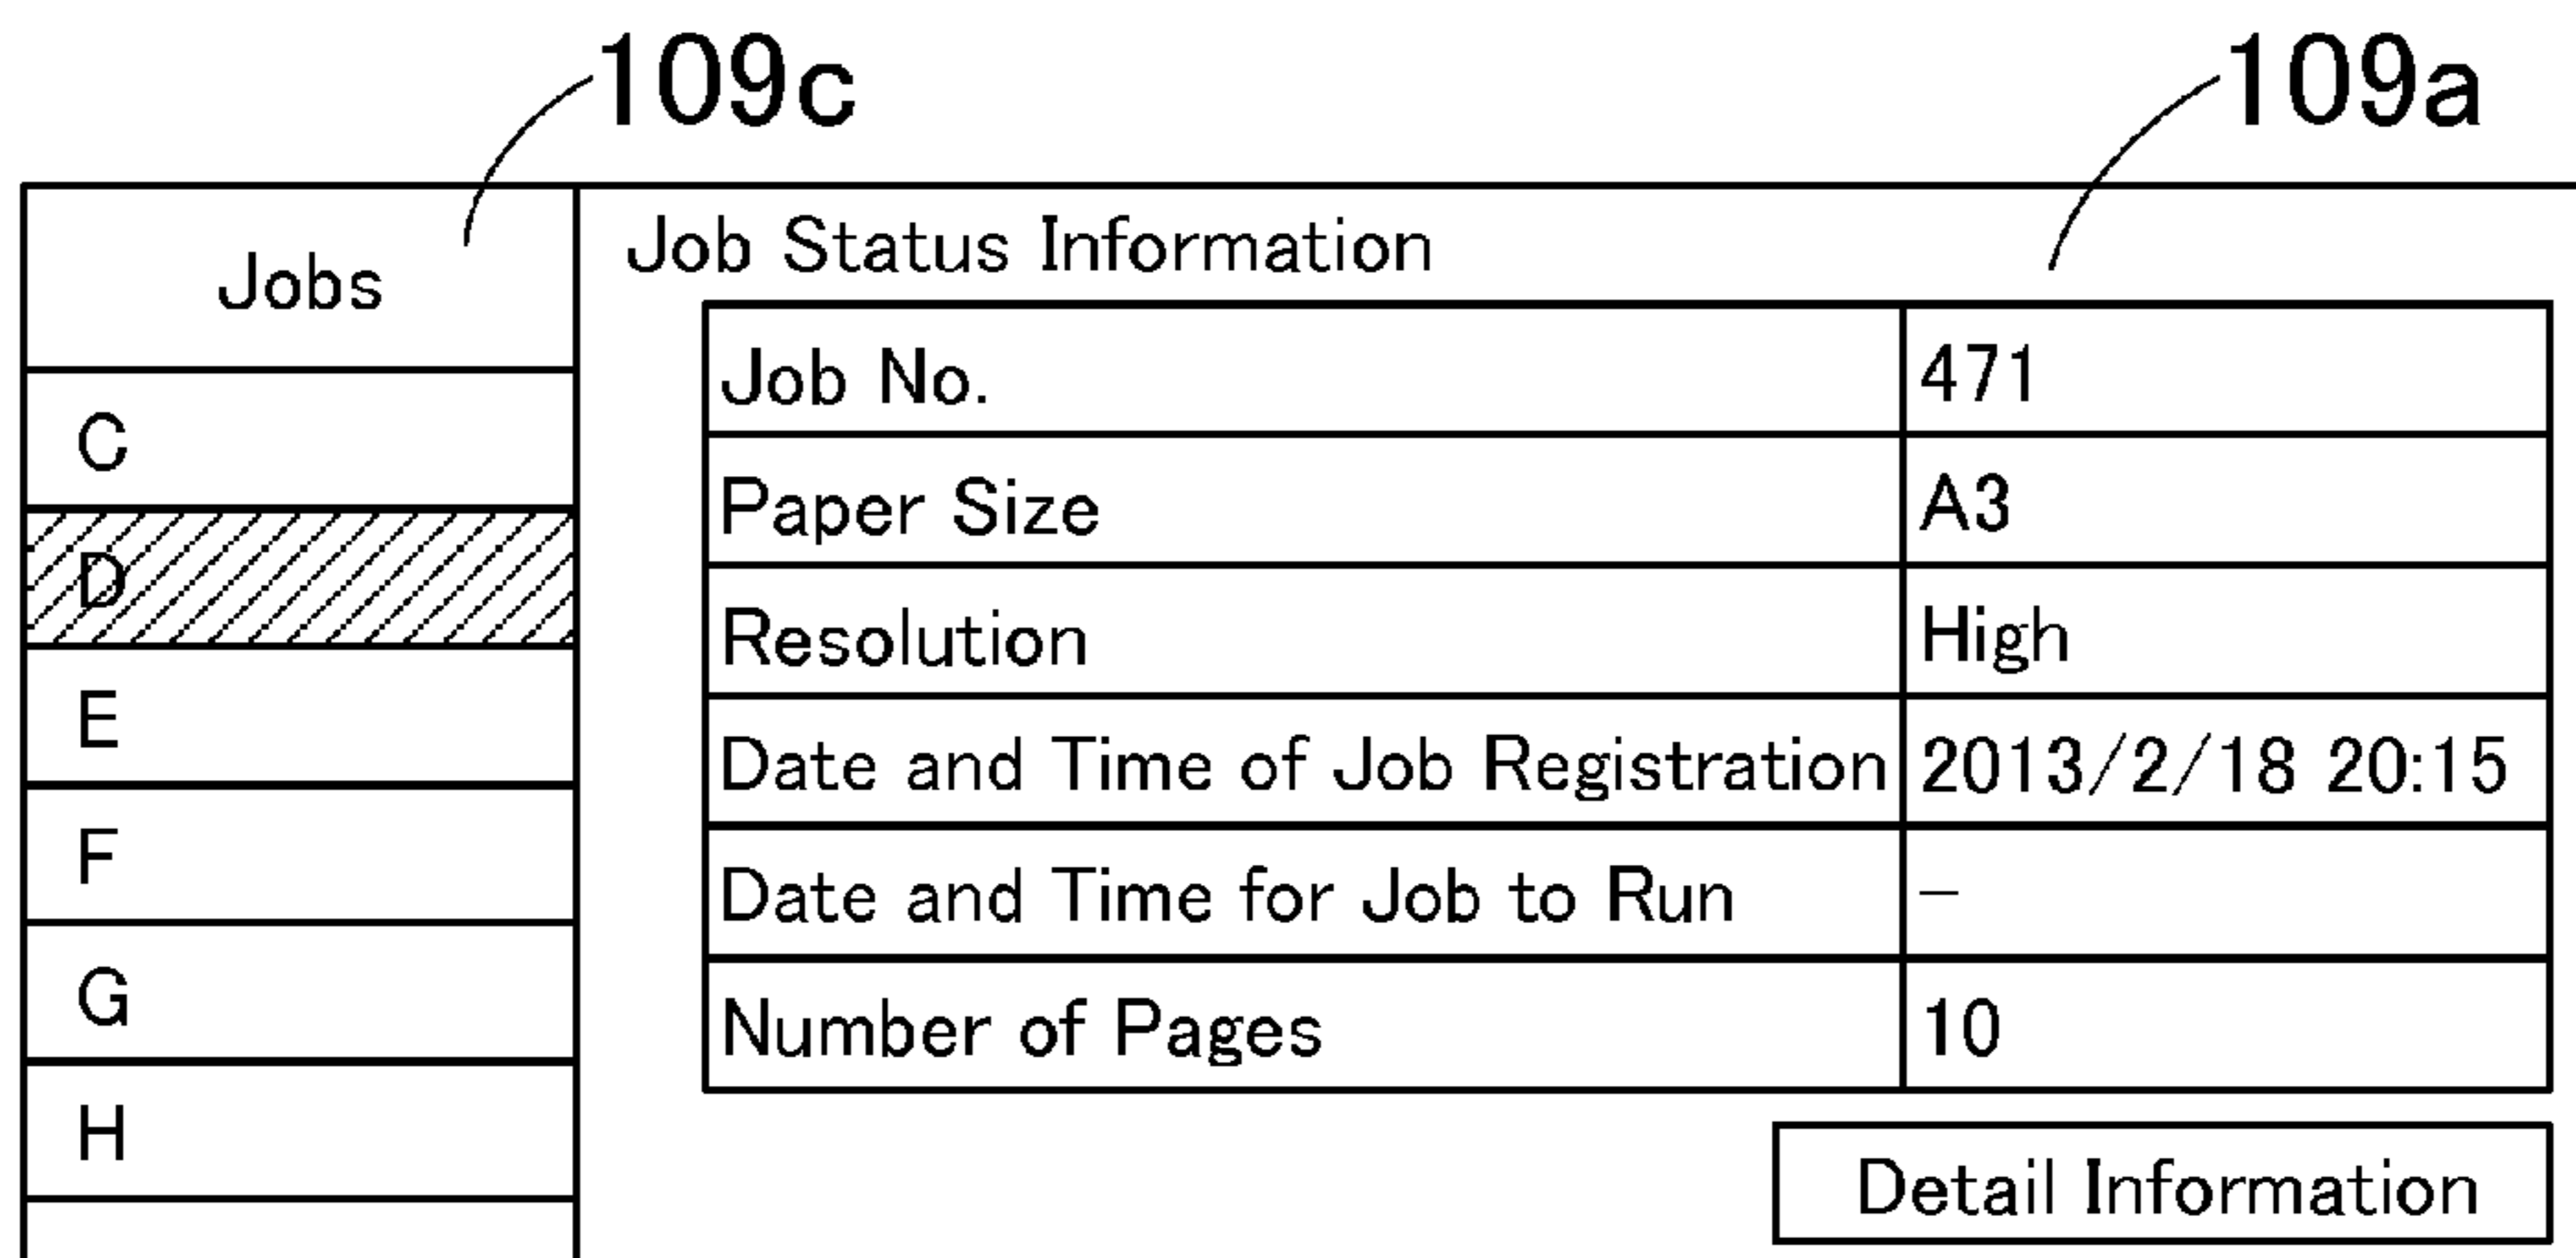 109c
109a
Jobs
C
D
E
F
G
H
Job Status Information
Job No. 471
Paper Size A3
Resolution High
Date and Time of Job Registration 2013/2/18 20:15
Date and Time for Job to Run –
Number of Pages 10
Detail Information